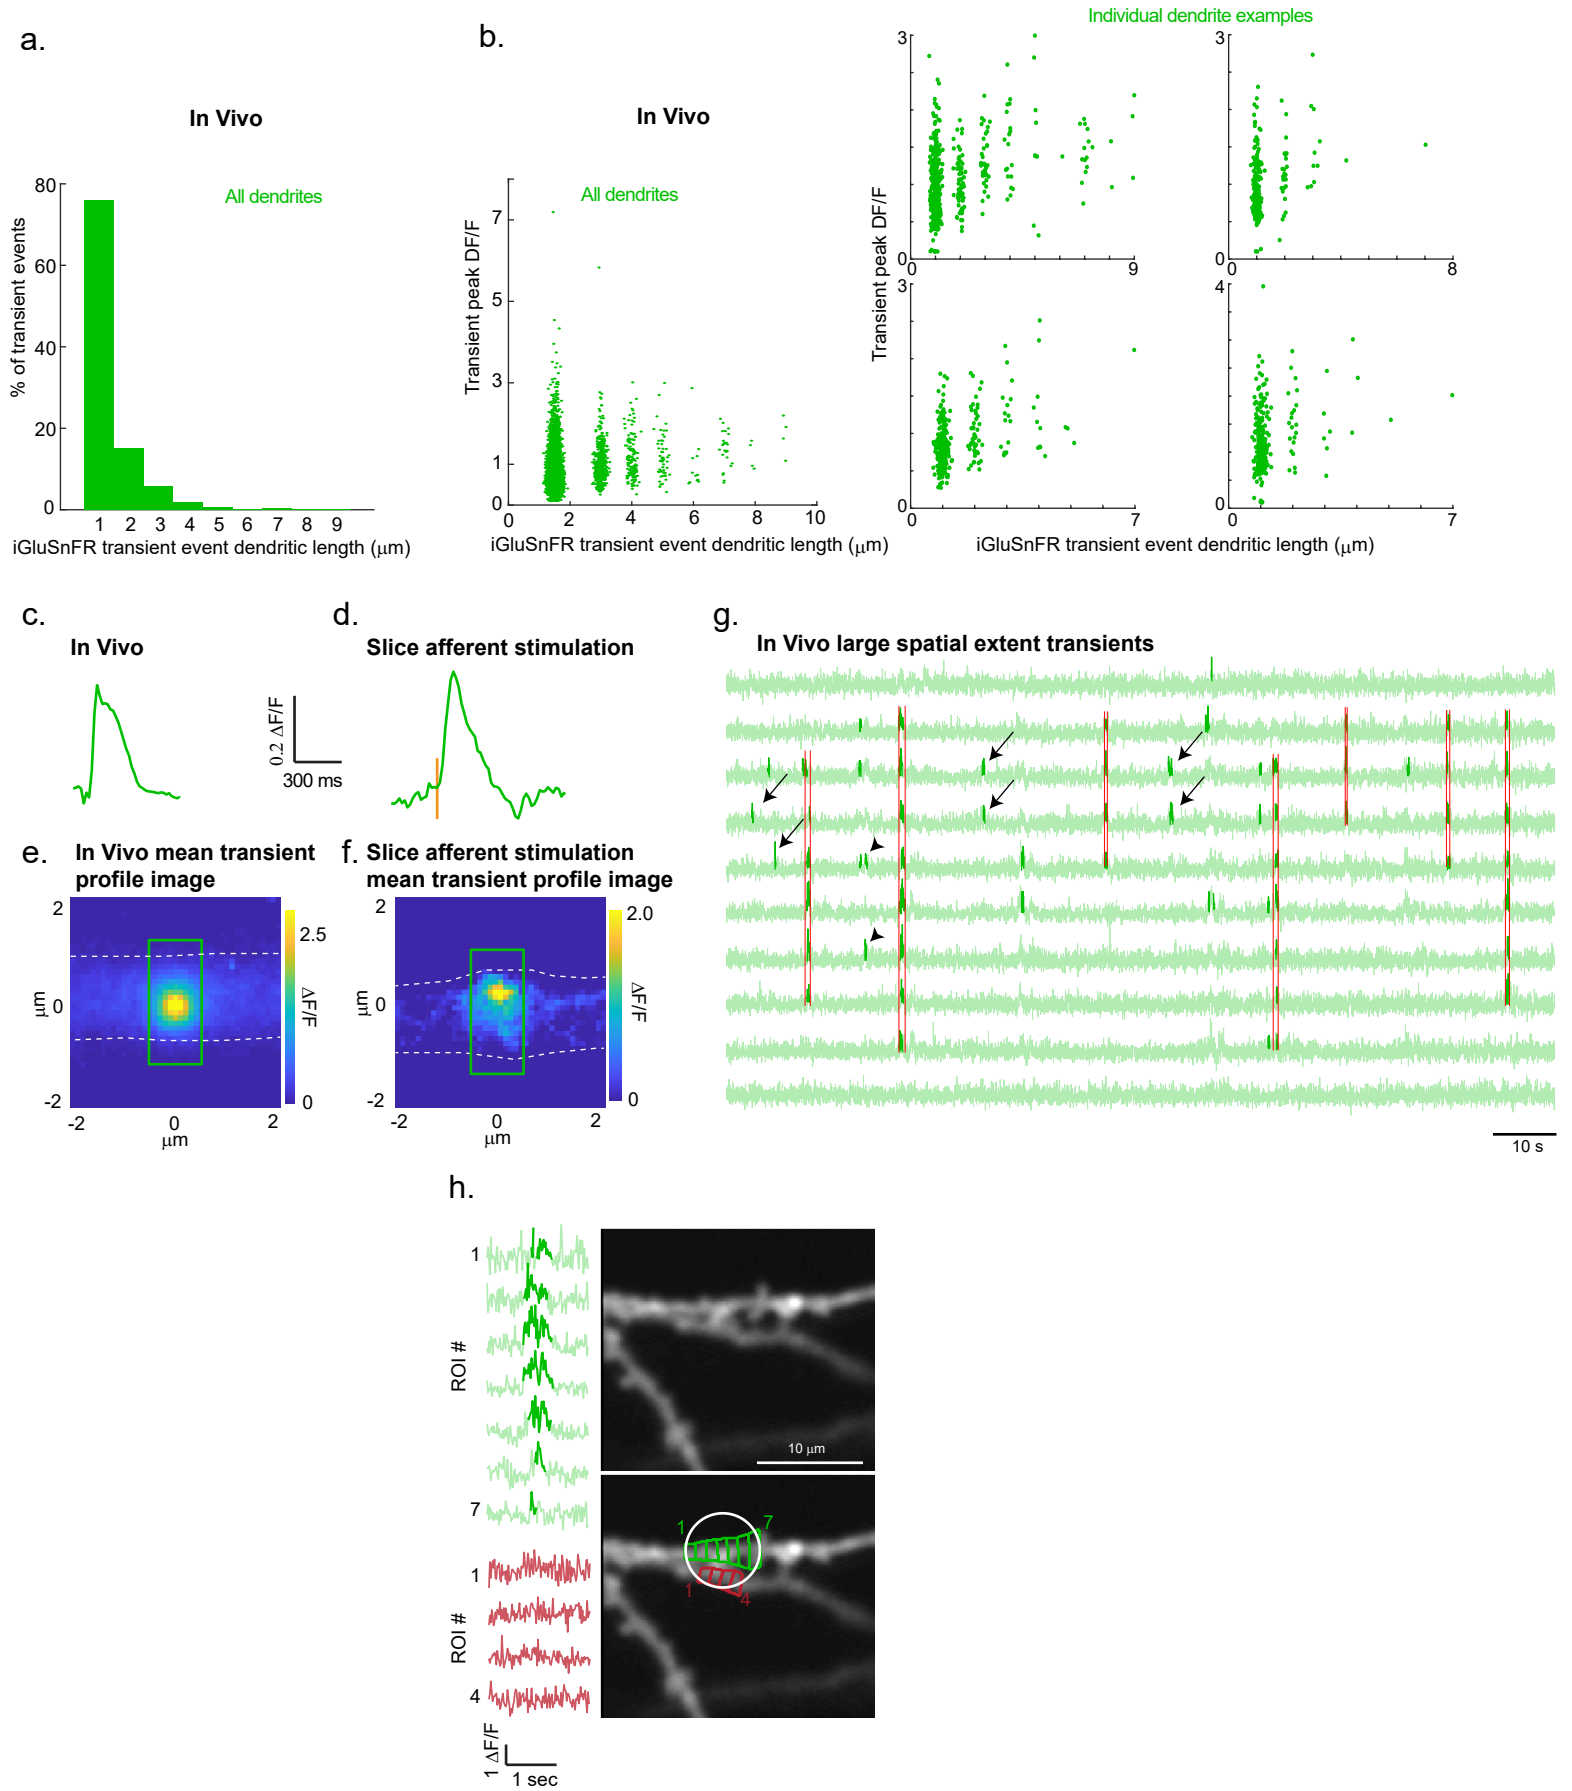 a.
In Vivo
All dendrites
% of transient events
80
60
40
20
0
1 2 3 4 5 6 7 8 9
iGluSnFR transient event dendritic length (μm)
b.
In Vivo
All dendrites
Transient peak DF/F
7
5
3
1
0
0 2 4 6 8 10
iGluSnFR transient event dendritic length (μm)
Individual dendrite examples
Transient peak DF/F
3
0
0 9
3
0
0 8
3
0
0 7
4
0
0 7
iGluSnFR transient event dendritic length (μm)
c.
In Vivo
0.2 ΔF/F
300 ms
d.
Slice afferent stimulation
e.
In Vivo mean transient
profile image
2
0
-2
μm
-2 0 2
μm
2.5
0
ΔF/F
f.
Slice afferent stimulation
mean transient profile image
2
0
-2
μm
-2 0 2
μm
2.0
0
ΔF/F
g.
In Vivo large spatial extent transients
10 s
h.
1
ROI #
7
1
ROI #
4
1 ΔF/F
1 sec
10 μm
1
7
1
4